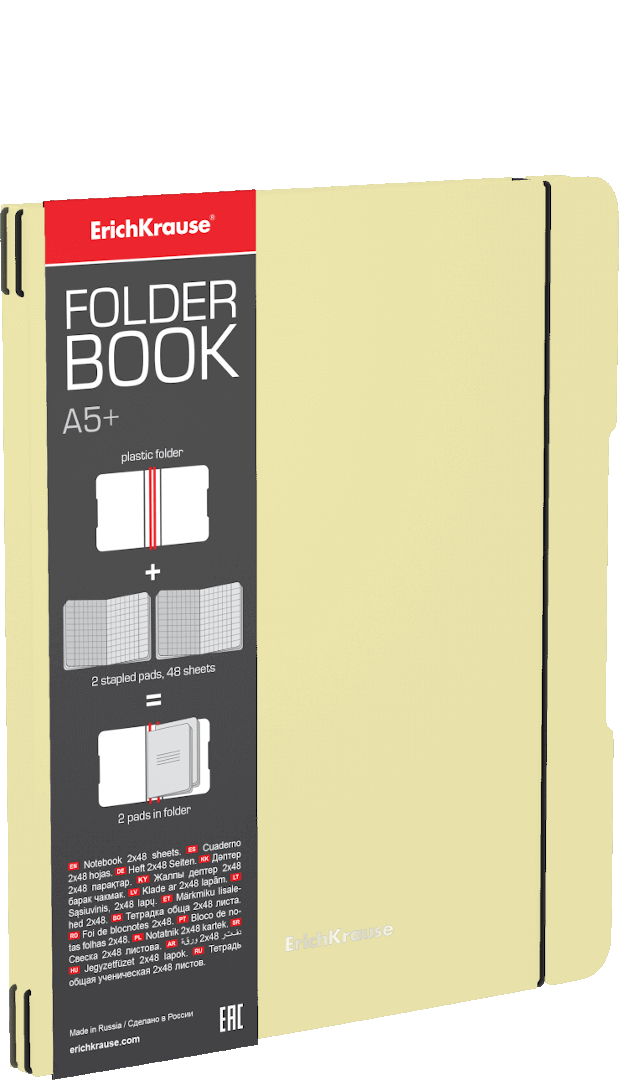 ErichKrause®
FOLDER
BOOK
A5+
plastic folder
+
2 stapled pads, 48 sheets
=
2 pads in folder
EN Notebook 2x48 sheets. ES Cuaderno
2x48 hojas. DE Heft 2x48 Seiten. KK Дәптер
2x48 парақтар. KY Жалпы дептер 2x48
барак чакмак. LV Klade ar 2x48 lapām. LT
Sąsiuvinis, 2x48 lapų. ET Märkmiku lisale-
hed 2x48. BG Тетрадка обща 2x48 листа.
RO Foi de blocnotes 2x48. PT Bloco de no-
tas folhas 2x48. PL Notatnik 2x48 kartek. SR
Свеска 2x48 листова. AR دفتر 2x48 ورقة
HU Jegyzetfüzet 2x48 lapok. RU Тетрадь
общая ученическая 2x48 листов.
Made in Russia / Сделано в России
erichkrause.com
EAC
ErichKrause